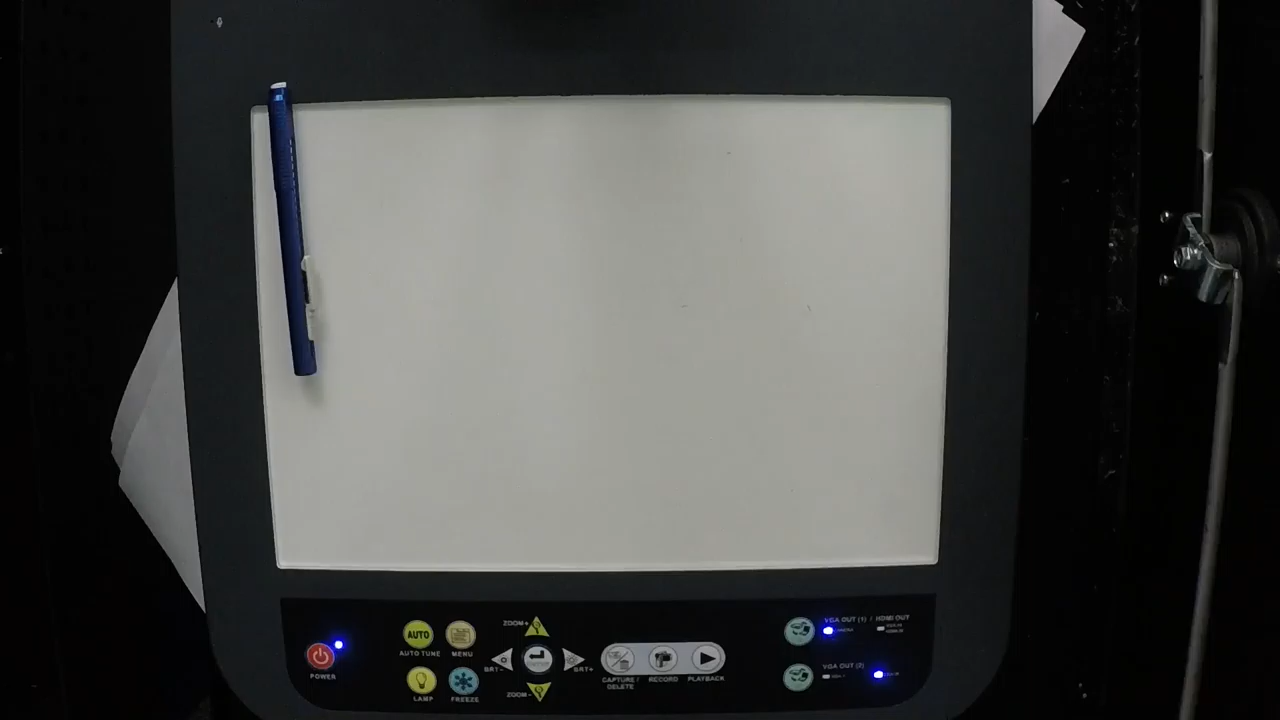 ZOOM+
VGA OUT (1) / HDMI OUT
AUTO
AUTO TUNE
MENU
BRT-
BRT+
POWER
CAPTURE /
DELETE
RECORD
PLAYBACK
VGA OUT (2)
LAMP
FREEZE
ZOOM-